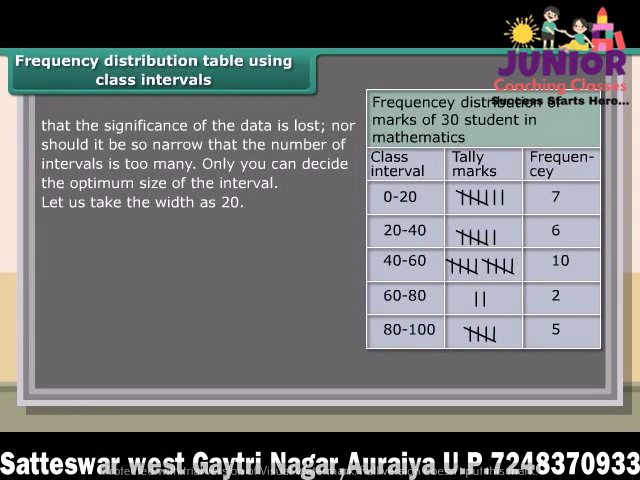 JUNIOR
Coaching Classes
Success Starts Here...
Frequency distribution table using
class intervals
that the significance of the data is lost; nor
should it be so narrow that the number of
intervals is too many. Only you can decide
the optimum size of the interval.
Let us take the width as 20.
Frequencey distribution of
marks of 30 student in
mathematics
Class interval Tally marks Frequen-cey
0-20 7
20-40 6
40-60 10
60-80 2
80-100 5
Satteswar west Gaytri Nagar Auraiya U.P 7248370933